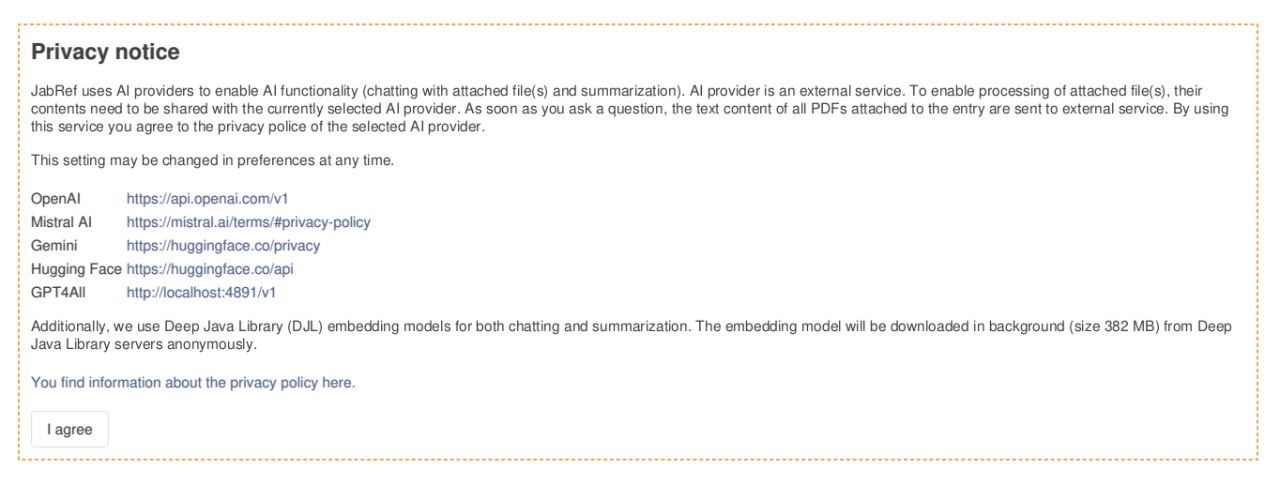 Privacy notice
JabRef uses AI providers to enable AI functionality (chatting with attached file(s) and summarization). AI provider is an external service. To enable processing of attached file(s), their
contents need to be shared with the currently selected AI provider. As soon as you ask a question, the text content of all PDFs attached to the entry are sent to external service. By using
this service you agree to the privacy police of the selected AI provider.
This setting may be changed in preferences at any time.
OpenAI https://api.openai.com/v1
Mistral AI https://mistral.ai/terms/#privacy-policy
Gemini https://huggingface.co/privacy
Hugging Face https://huggingface.co/api
GPT4All http://localhost:4891/v1
Additionally, we use Deep Java Library (DJL) embedding models for both chatting and summarization. The embedding model will be downloaded in background (size 382 MB) from Deep
Java Library servers anonymously.
You find information about the privacy policy here.
I agree